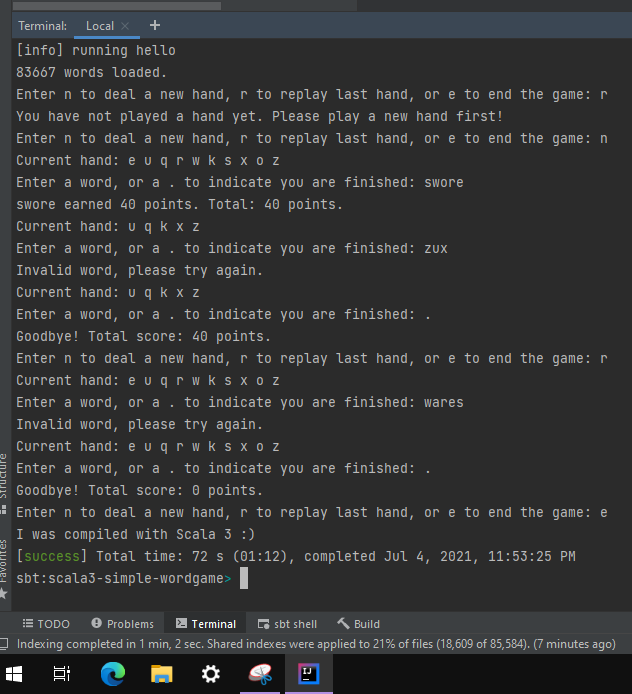 Terminal: Local × +
[info] running hello
83667 words loaded.
Enter n to deal a new hand, r to replay last hand, or e to end the game: r
You have not played a hand yet. Please play a new hand first!
Enter n to deal a new hand, r to replay last hand, or e to end the game: n
Current hand: e u q r w k s x o z
Enter a word, or a . to indicate you are finished: swore
swore earned 40 points. Total: 40 points.
Current hand: u q k x z
Enter a word, or a . to indicate you are finished: zux
Invalid word, please try again.
Current hand: u q k x z
Enter a word, or a . to indicate you are finished: .
Goodbye! Total score: 40 points.
Enter n to deal a new hand, r to replay last hand, or e to end the game: r
Current hand: e u q r w k s x o z
Enter a word, or a . to indicate you are finished: wares
Invalid word, please try again.
Current hand: e u q r w k s x o z
Enter a word, or a . to indicate you are finished: .
Goodbye! Total score: 0 points.
Enter n to deal a new hand, r to replay last hand, or e to end the game: e
I was compiled with Scala 3 :)
[success] Total time: 72 s (01:12), completed Jul 4, 2021, 11:53:25 PM
sbt:scala3-simple-wordgame>
Structure
Favorites
TODO Problems Terminal sbt shell Build
Indexing completed in 1 min, 2 sec. Shared indexes were applied to 21% of files (18,609 of 85,584). (7 minutes ago)
IJ